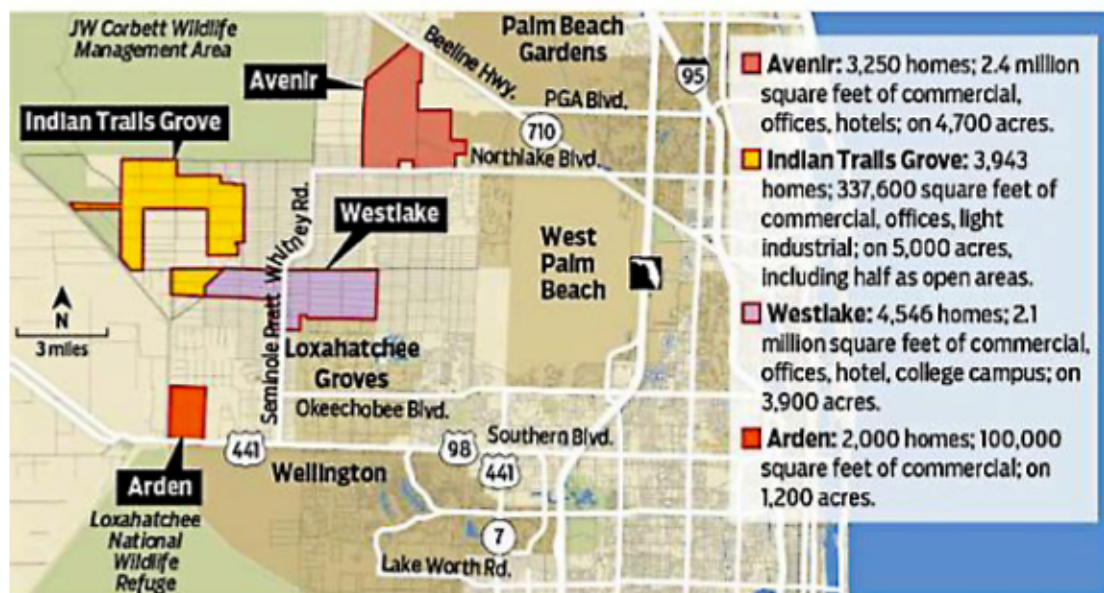 JW Corbett Wildlife
Management Area
Avenir
Indian Trails Grove
Beeline Hwy.
Palm Beach
Gardens
95
PGA Blvd.
710
Northlake Blvd.
Westlake
Seminole Pratt Whitney Rd.
West
Palm
Beach
N
3 miles
Loxahatchee
Groves
Okeechobee Blvd.
Southern Blvd.
441
98
441
Wellington
Arden
Loxahatchee
National
Wildlife
Refuge
7
Lake Worth Rd.
Avenir: 3,250 homes; 2.4 million
square feet of commercial,
offices, hotels; on 4,700 acres.
Indian Trails Grove: 3,943
homes; 337,600 square feet of
commercial, offices, light
industrial; on 5,000 acres,
including half as open areas.
Westlake: 4,546 homes; 2.1
million square feet of commercial,
offices, hotel, college campus; on
3,900 acres.
Arden: 2,000 homes; 100,000
square feet of commercial; on
1,200 acres.